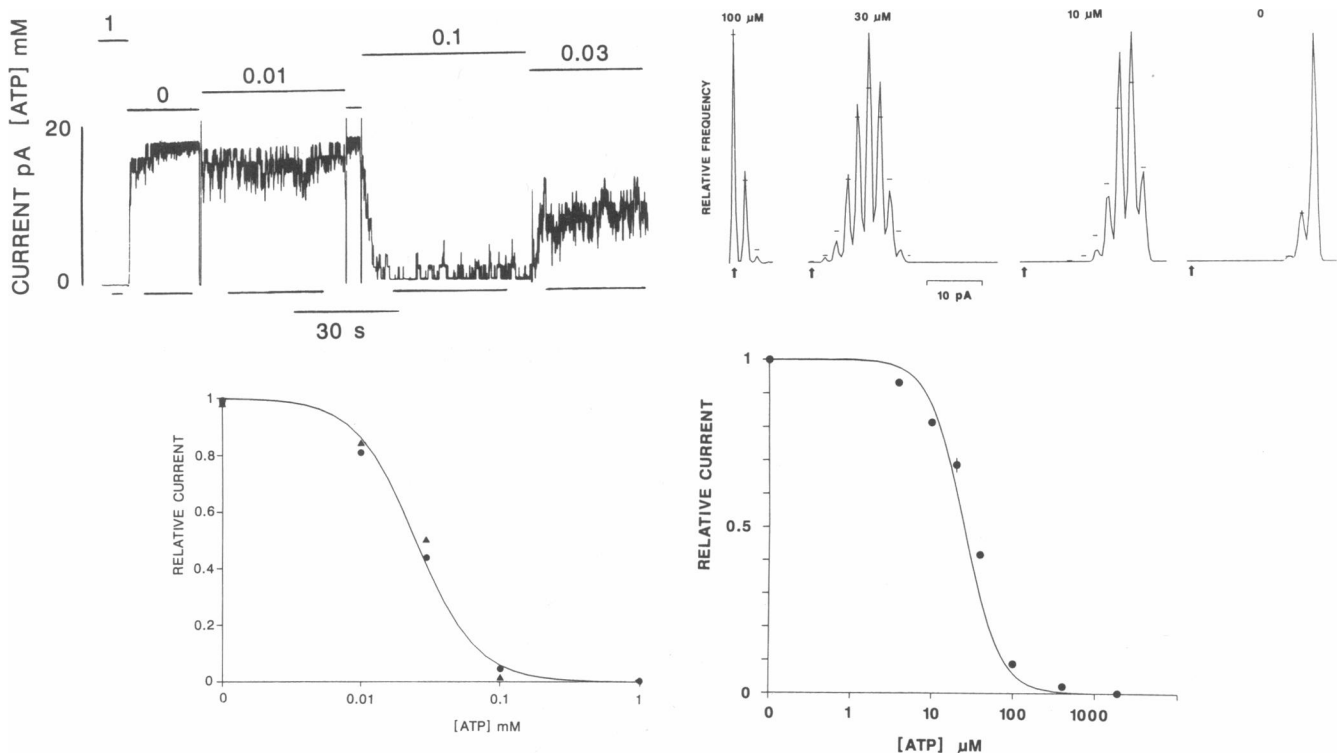 [ATP] mM
1
0
0.01
0.1
0.03
CURRENT pA
20
0
30 s
100 µM
30 µM
10 µM
0
RELATIVE FREQUENCY
10 pA
RELATIVE CURRENT
1
0.8
0.6
0.4
0.2
0
0
0.01
0.1
1
[ATP] mM
RELATIVE CURRENT
1
0.5
0
0
1
10
100
1000
[ATP] µM